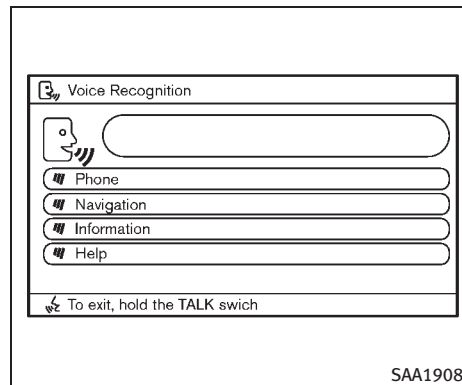 Voice Recognition
Phone
Navigation
Information
Help
To exit, hold the TALK swich
SAA1908